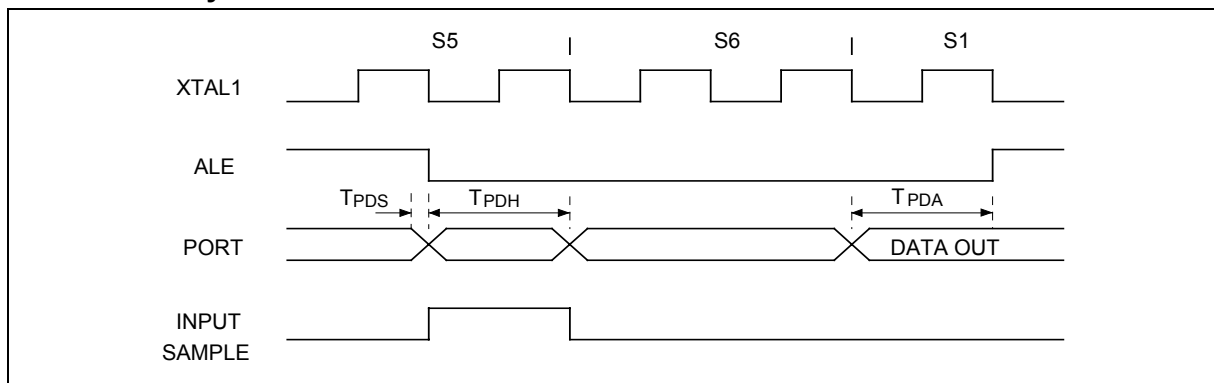 S5 S6 S1
XTAL1
ALE
TPDS TPDH TPDA
PORT DATA OUT
INPUT
SAMPLE